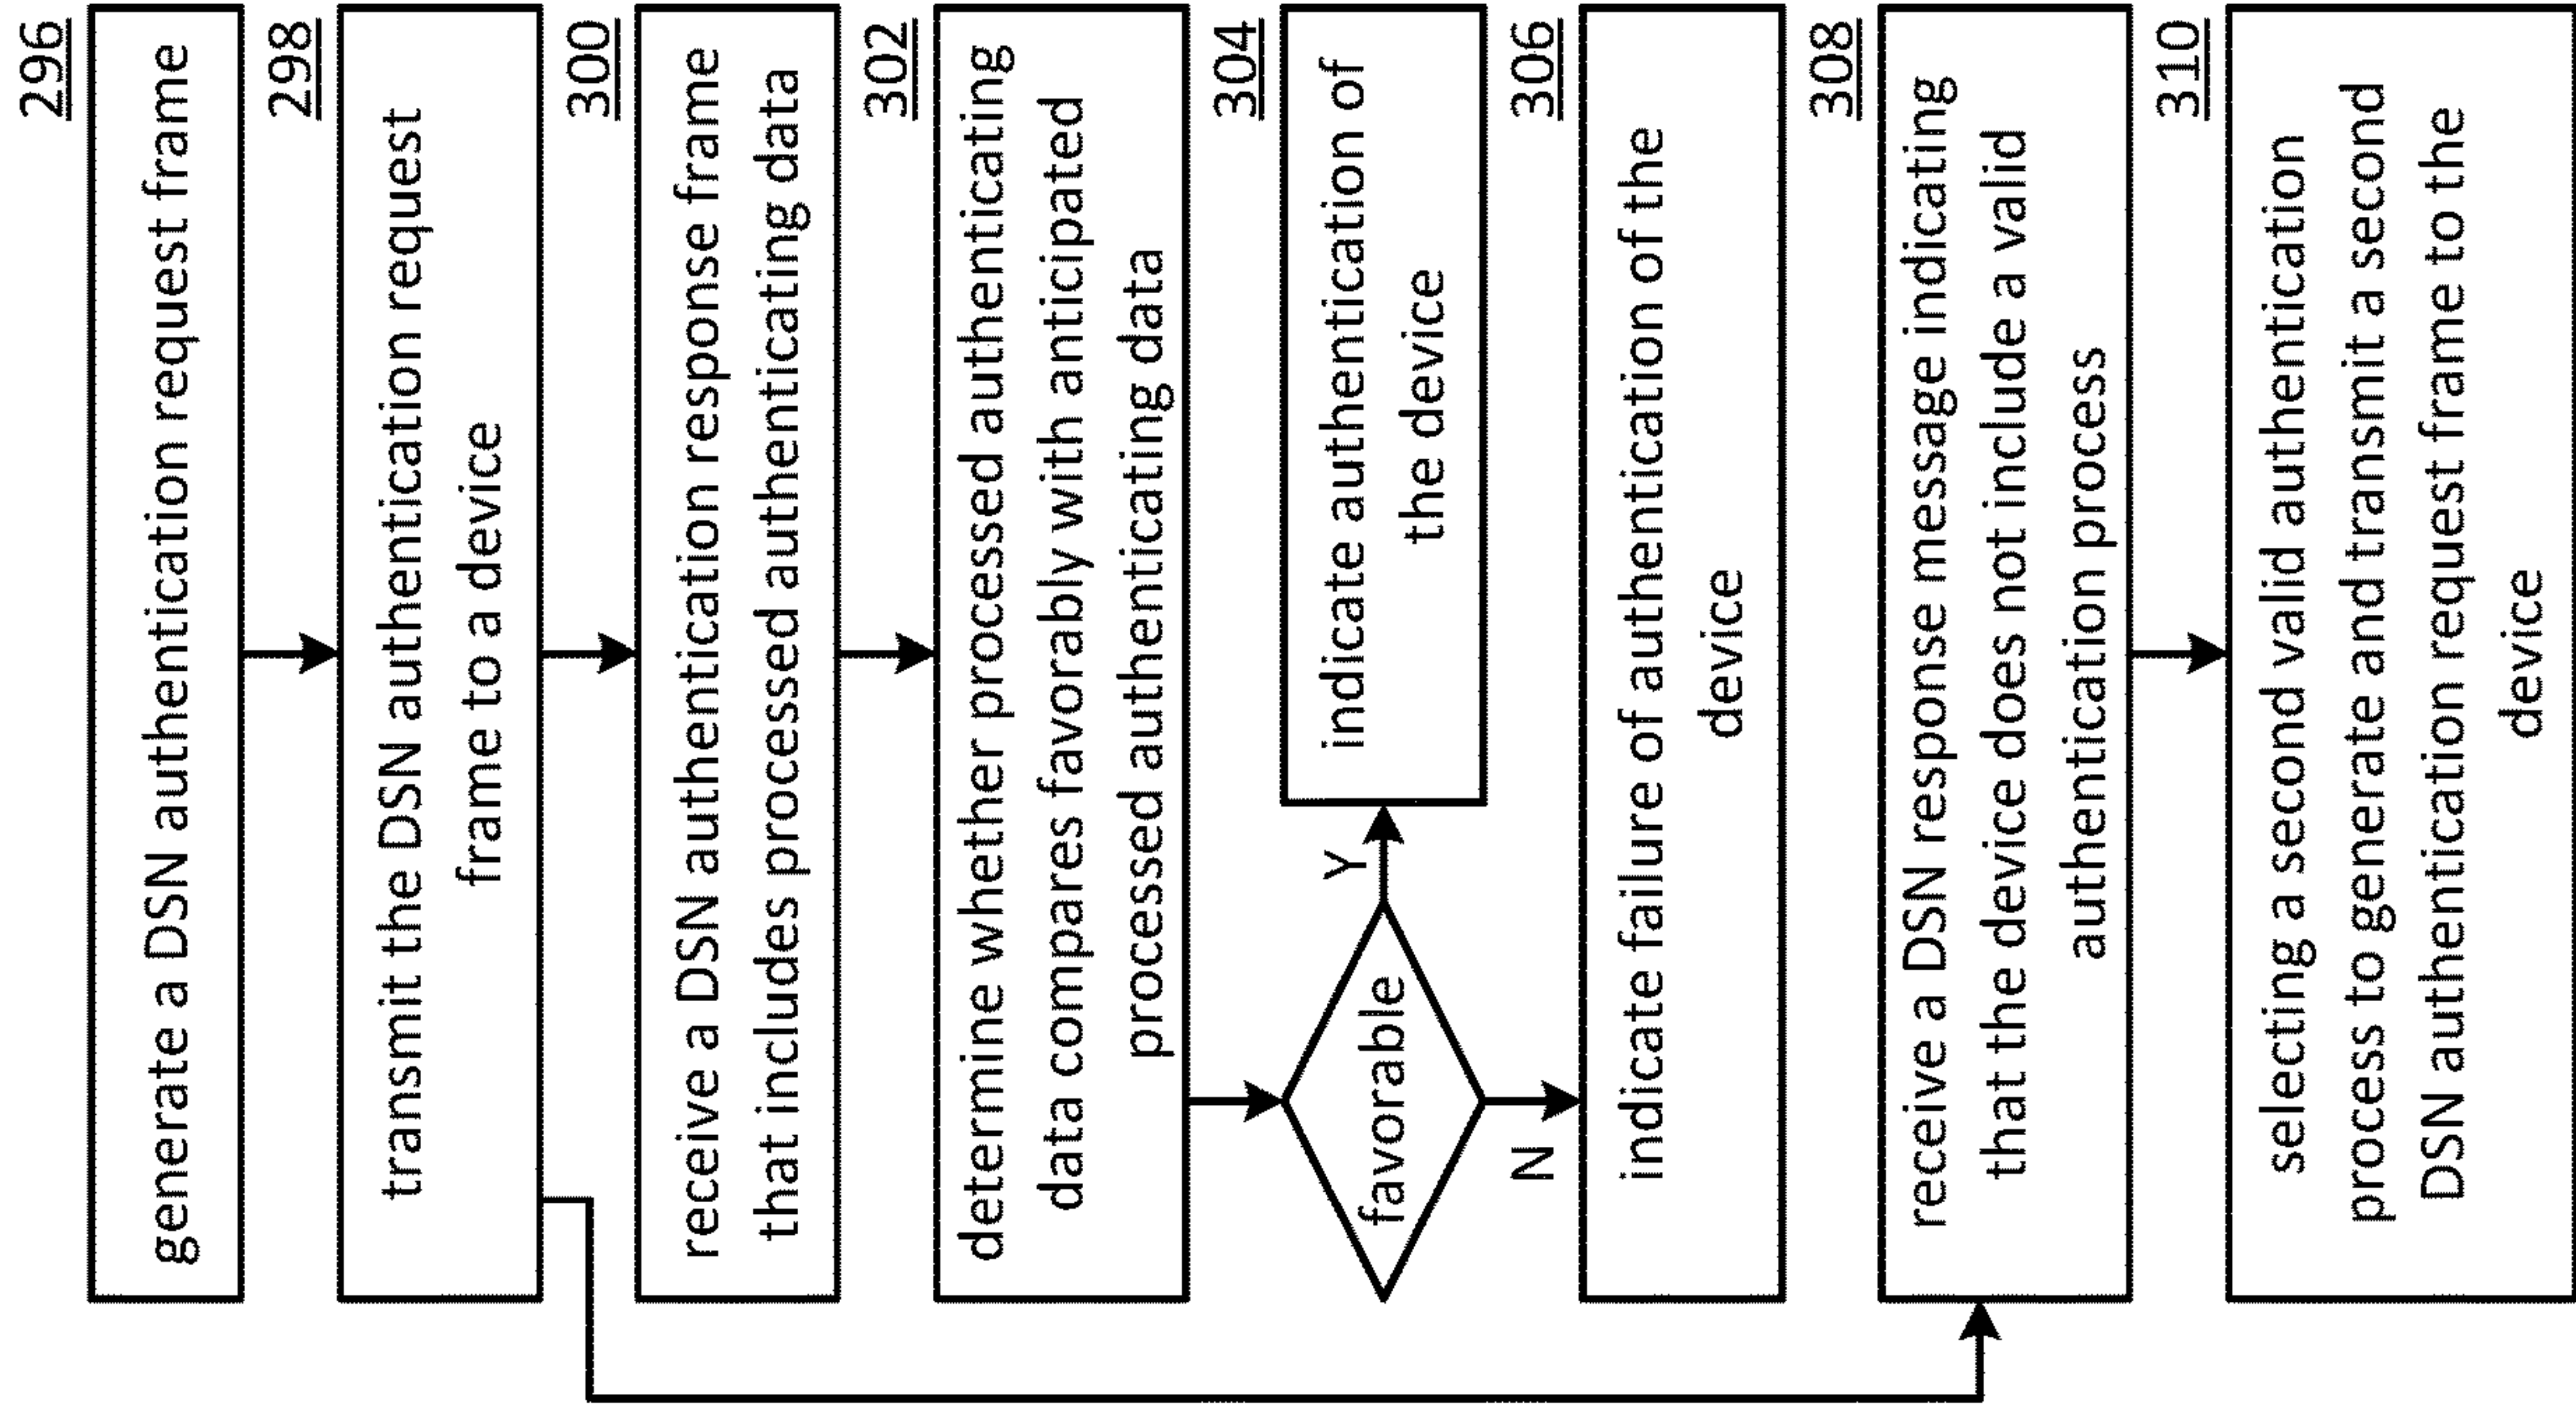 296
generate a DSN authentication request frame
298
transmit the DSN authentication request
frame to a device
300
receive a DSN authentication response frame
that includes processed authenticating data
302
determine whether processed authenticating
data compares favorably with anticipated
processed authenticating data
304
favorable
Y
indicate authentication of
the device
N
306
indicate failure of authentication of the
device
308
receive a DSN response message indicating
that the device does not include a valid
authentication process
310
selecting a second valid authentication
process to generate and transmit a second
DSN authentication request frame to the
device